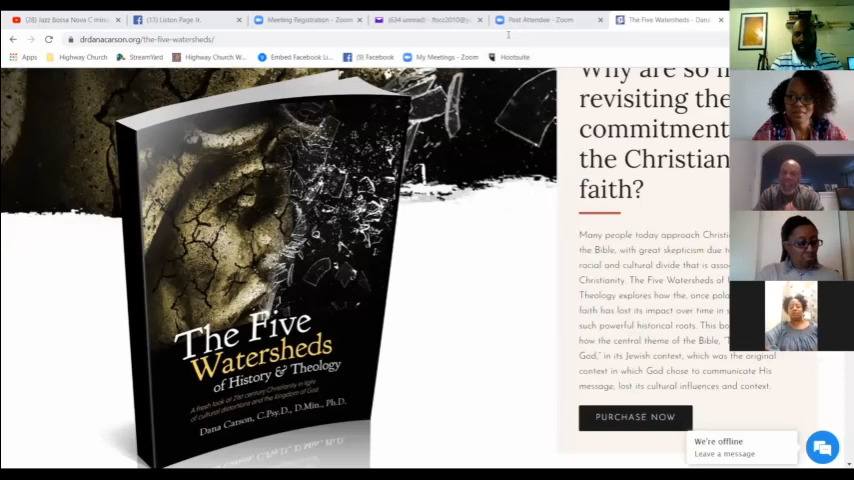 (28) Jazz Bossa Nova C
(13) Liston Page Jr.
Meeting Registration - Zoom
Post Attendee - Zoom
The Five Watersheds - Dana
drdanacarson.org/the-five-watersheds/
Apps
Highway Church
StreamYard
Highway Church W...
Embed Facebook Li...
(9) Facebook
My Meetings - Zoom
Hootsuite
The Five
Watersheds
of History & Theology
A fresh look at 21st century Christianity in light
of cultural distortions and the kingdom of God
Dana Carson, C.Psy.D., D.Min., Ph.D.
Why are so
revisiting the
commitment
the Christian
faith?
Many people today approach Christi
the Bible, with great skepticism due t
racial and cultural divide that is asso
Christianity. The Five Watersheds of
Theology explores how the, once pola
faith has lost its impact over time in s
such powerful historical roots. This bo
how the central theme of the Bible, "T
God," in its Jewish context, which was the original
context in which God chose to communicate His
message; lost its cultural influences and context.
PURCHASE NOW
We're offline
Leave a message